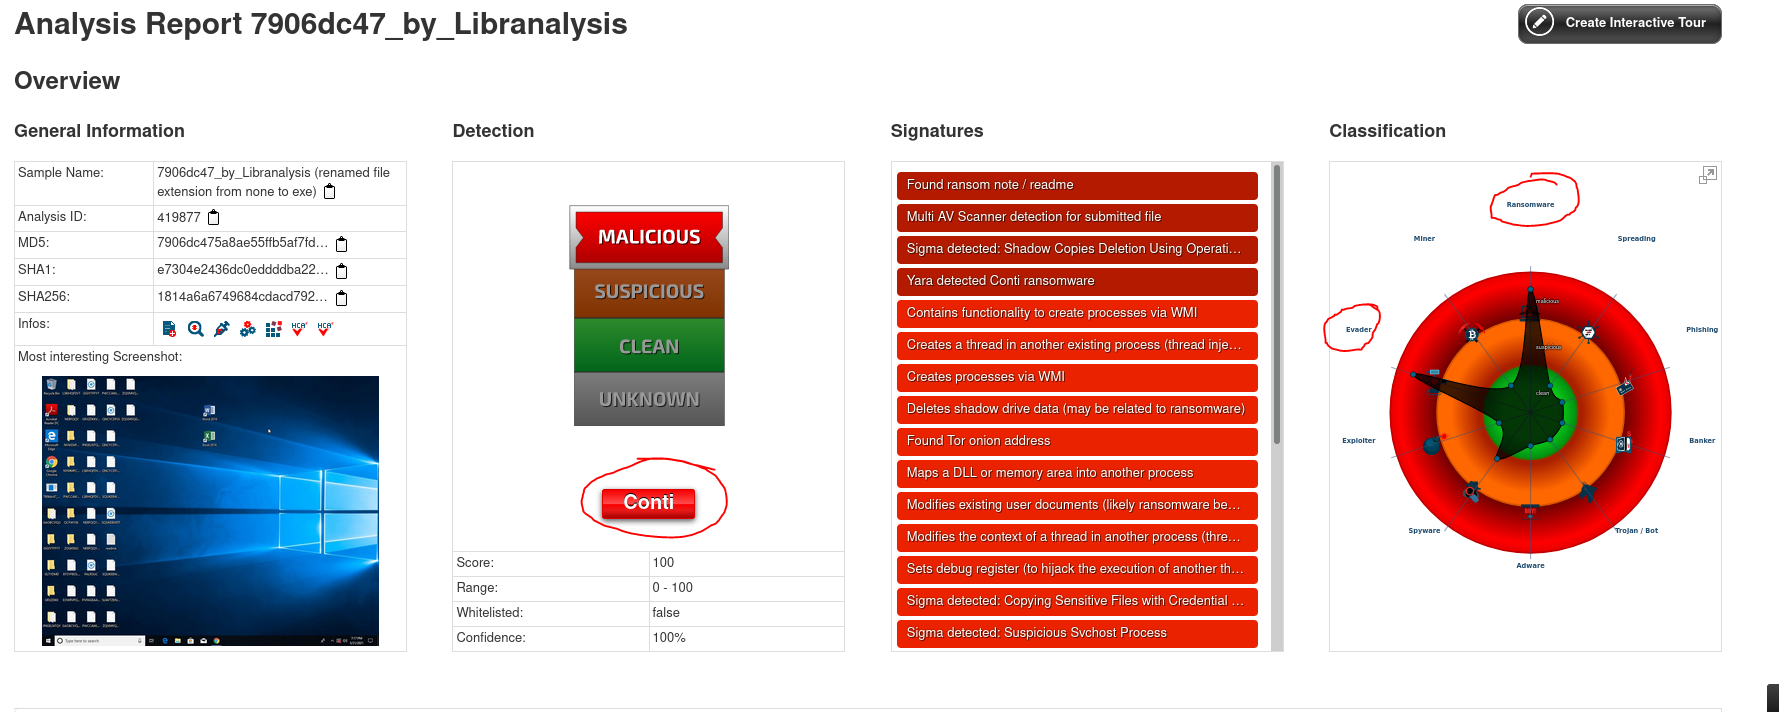 Analysis Report 7906dc47_by_Libranalysis
Create Interactive Tour
Overview
General Information
Sample Name:
7906dc47_by_Libranalysis (renamed file
extension from none to exe)
Analysis ID:
419877
MD5:
7906dc475a8ae55ffb5af7fd...
SHA1:
e7304e2436dc0eddddba22...
SHA256:
1814a6a6749684cdacd792...
Infos:
HCA
HCA
Most interesting Screenshot:
Detection
MALICIOUS
SUSPICIOUS
CLEAN
UNKNOWN
Conti
Score:
100
Range:
0 - 100
Whitelisted:
false
Confidence:
100%
Signatures
Found ransom note / readme
Multi AV Scanner detection for submitted file
Sigma detected: Shadow Copies Deletion Using Operati...
Yara detected Conti ransomware
Contains functionality to create processes via WMI
Creates a thread in another existing process (thread inje...
Creates processes via WMI
Deletes shadow drive data (may be related to ransomware)
Found Tor onion address
Maps a DLL or memory area into another process
Modifies existing user documents (likely ransomware be...
Modifies the context of a thread in another process (thre...
Sets debug register (to hijack the execution of another th...
Sigma detected: Copying Sensitive Files with Credential ...
Sigma detected: Suspicious Svchost Process
Classification
Ransomware
Miner
Spreading
malicious
Evader
Phishing
suspicious
clean
Exploiter
Banker
Spyware
Trojan / Bot
Adware